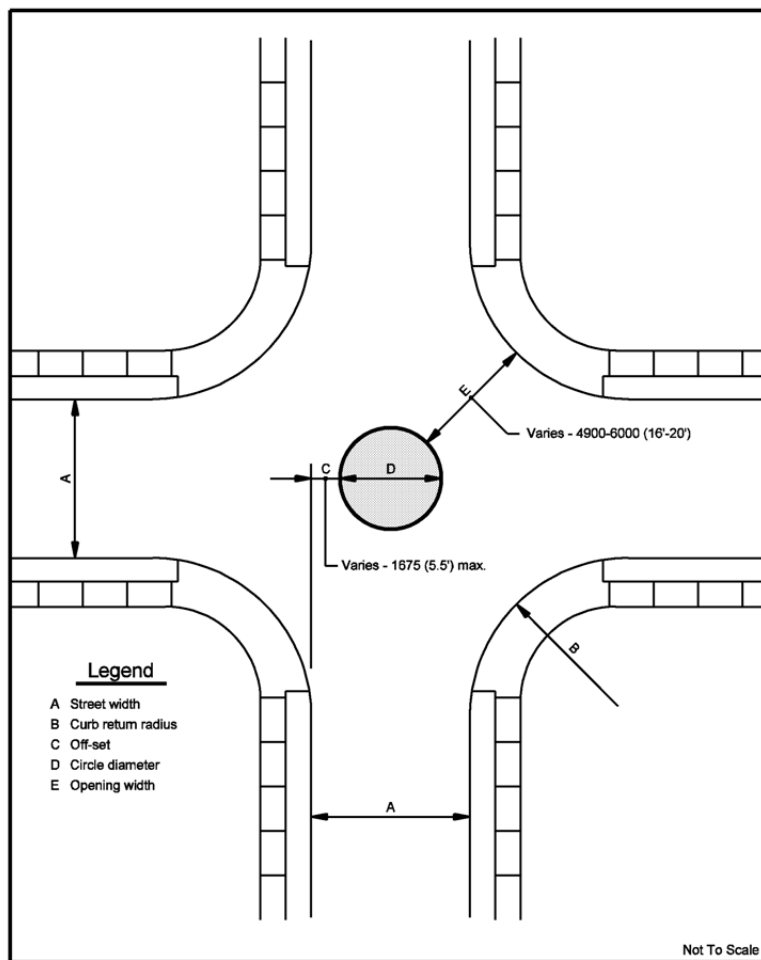 E
Varies - 4900-6000 (16'-20')
A
C
D
Varies - 1675 (5.5') max.
B
Legend
A Street width
B Curb return radius
C Off-set
D Circle diameter
E Opening width
A
Not To Scale